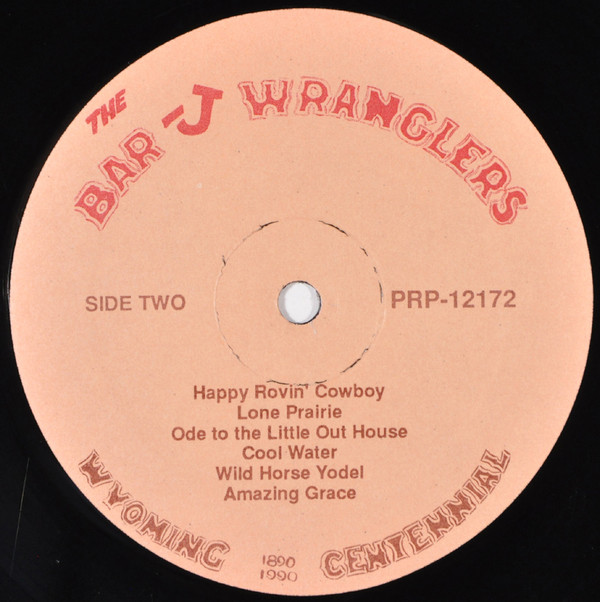 THE
BAR-J WRANGLERS
SIDE TWO
PRP-12172
Happy Rovin' Cowboy
Lone Prairie
Ode to the Little Out House
Cool Water
Wild Horse Yodel
Amazing Grace
WYOMING CENTENNIAL
1890
1990